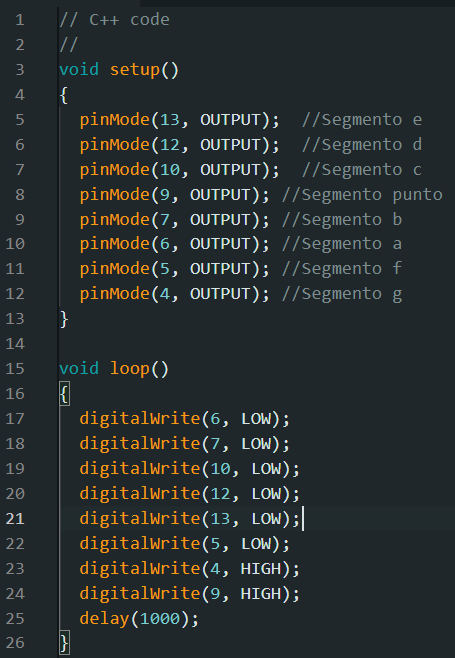 1 // C++ code
2 //
3 void setup()
4 {
5   pinMode(13, OUTPUT);  //Segmento e
6   pinMode(12, OUTPUT);  //Segmento d
7   pinMode(10, OUTPUT);  //Segmento c
8   pinMode(9, OUTPUT); //Segmento punto
9   pinMode(7, OUTPUT); //Segmento b
10   pinMode(6, OUTPUT); //Segmento a
11   pinMode(5, OUTPUT); //Segmento f
12   pinMode(4, OUTPUT); //Segmento g
13 }
14
15 void loop()
16 {
17   digitalWrite(6, LOW);
18   digitalWrite(7, LOW);
19   digitalWrite(10, LOW);
20   digitalWrite(12, LOW);
21   digitalWrite(13, LOW);
22   digitalWrite(5, LOW);
23   digitalWrite(4, HIGH);
24   digitalWrite(9, HIGH);
25   delay(1000);
26 }